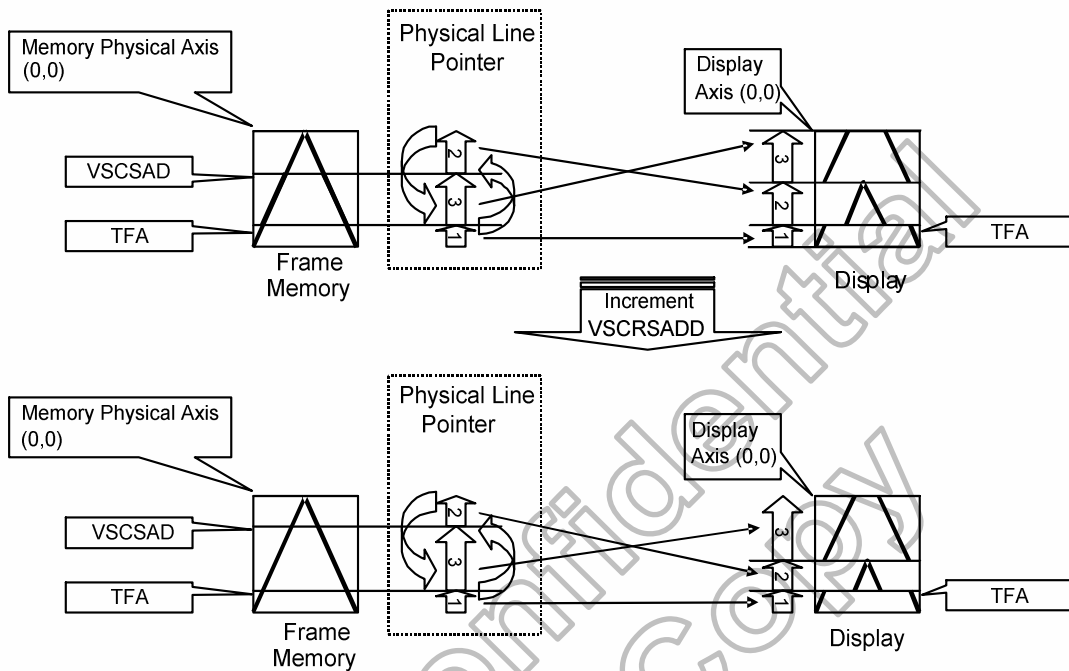 Memory Physical Axis
(0,0)
Physical Line
Pointer
Display
Axis (0,0)
VSCSAD
TFA
2
3
1
3
2
1
TFA
Frame
Memory
Display
Increment
VSCRSADD
Memory Physical Axis
(0,0)
Physical Line
Pointer
Display
Axis (0,0)
VSCSAD
TFA
2
3
1
3
2
1
TFA
Frame
Memory
Display
onfidential
Copy